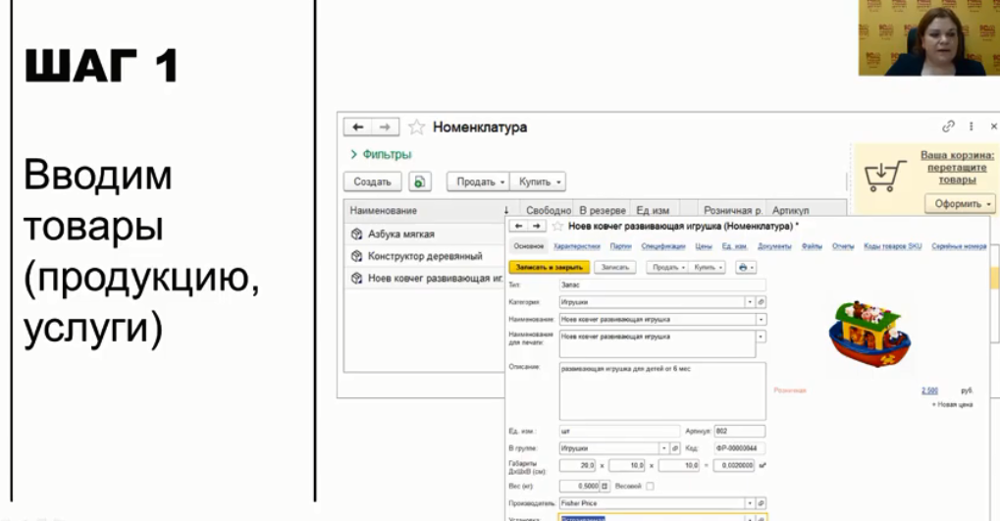 ШАГ 1
Вводим
товары
(продукцию,
услуги)
Номенклатура
Фильтры
Создать Продать Купить
Ваша корзина:
перетащите
товары
Оформить
Наименование Свободно В резерве Ед.изм Розничная р. Артикул
Азбука мягкая
Конструктор деревянный
Ноев ковчег развивающая иг
Ноев ковчег развивающая игрушка (Номенклатура) *
Основное Характеристики Партии Спецификации Цены Ед. изм. Документы Файлы Отчеты Коды товаров SKU Серийные номера
Записать и закрыть Записать Продать Купить
Тип: Запас
Категория: Игрушки
Наименование: Ноев ковчег развивающая игрушка
Наименование для печати: Ноев ковчег развивающая игрушка
Описание: развивающая игрушка для детей от 6 мес
Розничная 2 500 руб.
+ Новая цена
Ед. изм.: шт Артикул: 802
В группе: Игрушки Код: ФР-00003044
Габариты ДхШхВ (см): 20,0 x 10,0 x 10,0 = 0,0020000 м³
Вес (кг): 0,5000 Весовой
Производитель: Fisher Price